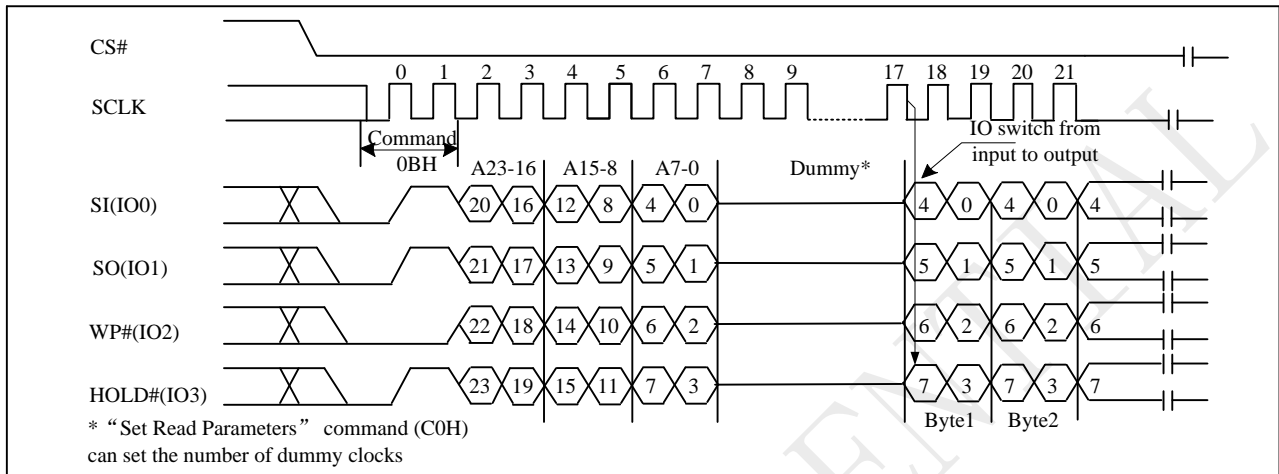 CS#
0 1 2 3 4 5 6 7 8 9 17 18 19 20 21
SCLK
Command
0BH
IO switch from
input to output
A23-16 A15-8 A7-0 Dummy*
SI(IO0) 20 16 12 8 4 0 4 0 4 0 4
SO(IO1) 21 17 13 9 5 1 5 1 5 1 5
WP#(IO2) 22 18 14 10 6 2 6 2 6 2 6
HOLD#(IO3) 23 19 15 11 7 3 7 3 7 3 7
Byte1 Byte2
* “Set Read Parameters” command (C0H)
can set the number of dummy clocks